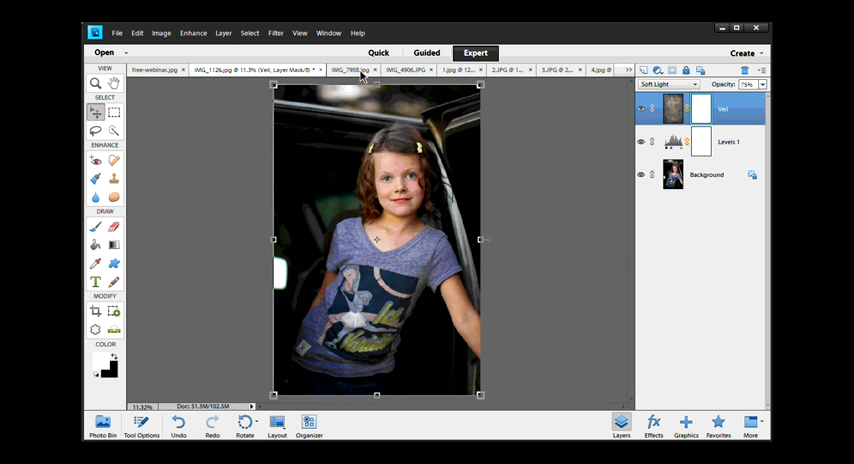 File Edit Image Enhance Layer Select Filter View Window Help
Open Quick Guided Expert Create
VIEW free-webinar.jpg × IMG_1126.jpg @ 11.3% (Veil, Layer Mask/8) * × IMG_7958.jpg × IMG_4906.JPG × 1.jpg @ 12... × 2.JPG @ 1... × 3.JPG @ 2... × 4.jpg @ >>
Soft Light Opacity: 75%
SELECT
Veil
ENHANCE
Levels 1
Background
DRAW
T
MODIFY
COLOR
11.32% Doc: 51.3M/102.5M
Photo Bin Tool Options Undo Redo Rotate Layout Organizer Layers fx Effects Graphics Favorites More